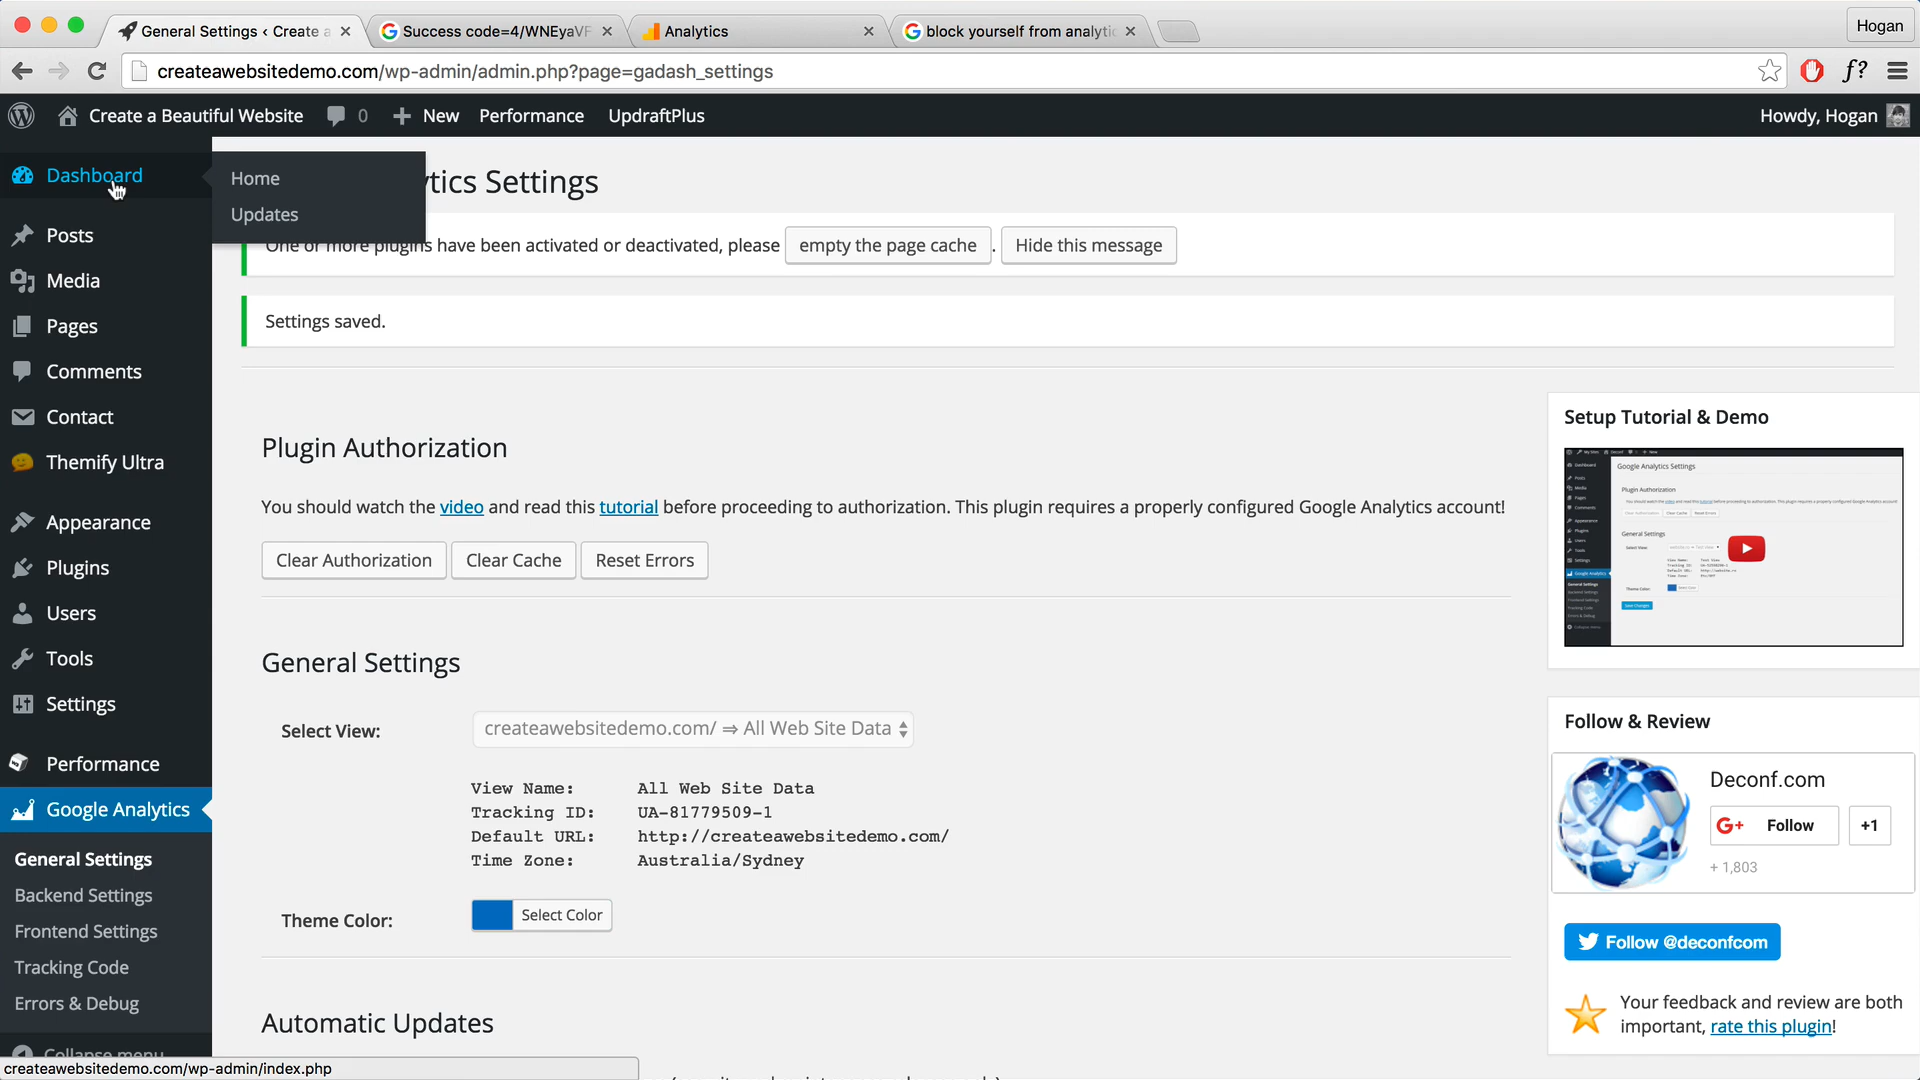 General Settings ‹ Create a
Success code=4/WNEyaVF
Analytics
block yourself from analytic
Hogan
createawebsitedemo.com/wp-admin/admin.php?page=gadash_settings
f?
Create a Beautiful Website
0
New
Performance
UpdraftPlus
Howdy, Hogan
Dashboard
Home
Updates
Posts
Media
Pages
Comments
Contact
Themify Ultra
Appearance
Plugins
Users
Tools
Settings
Performance
Google Analytics
General Settings
Backend Settings
Frontend Settings
Tracking Code
Errors & Debug
Collapse menu
createawebsitedemo.com/wp-admin/index.php
ytics Settings
One or more plugins have been activated or deactivated, please empty the page cache . Hide this message
Settings saved.
Plugin Authorization
You should watch the video and read this tutorial before proceeding to authorization. This plugin requires a properly configured Google Analytics account!
Clear Authorization
Clear Cache
Reset Errors
General Settings
Select View:
createawebsitedemo.com/ ⇒ All Web Site Data
View Name: All Web Site Data
Tracking ID: UA-81779509-1
Default URL: http://createawebsitedemo.com/
Time Zone: Australia/Sydney
Theme Color:
Select Color
Automatic Updates
Setup Tutorial & Demo
Google Analytics Settings
Plugin Authorization
General Settings
Follow & Review
Deconf.com
G+ Follow
+1
+ 1,803
Follow @deconfcom
Your feedback and review are both
important, rate this plugin!